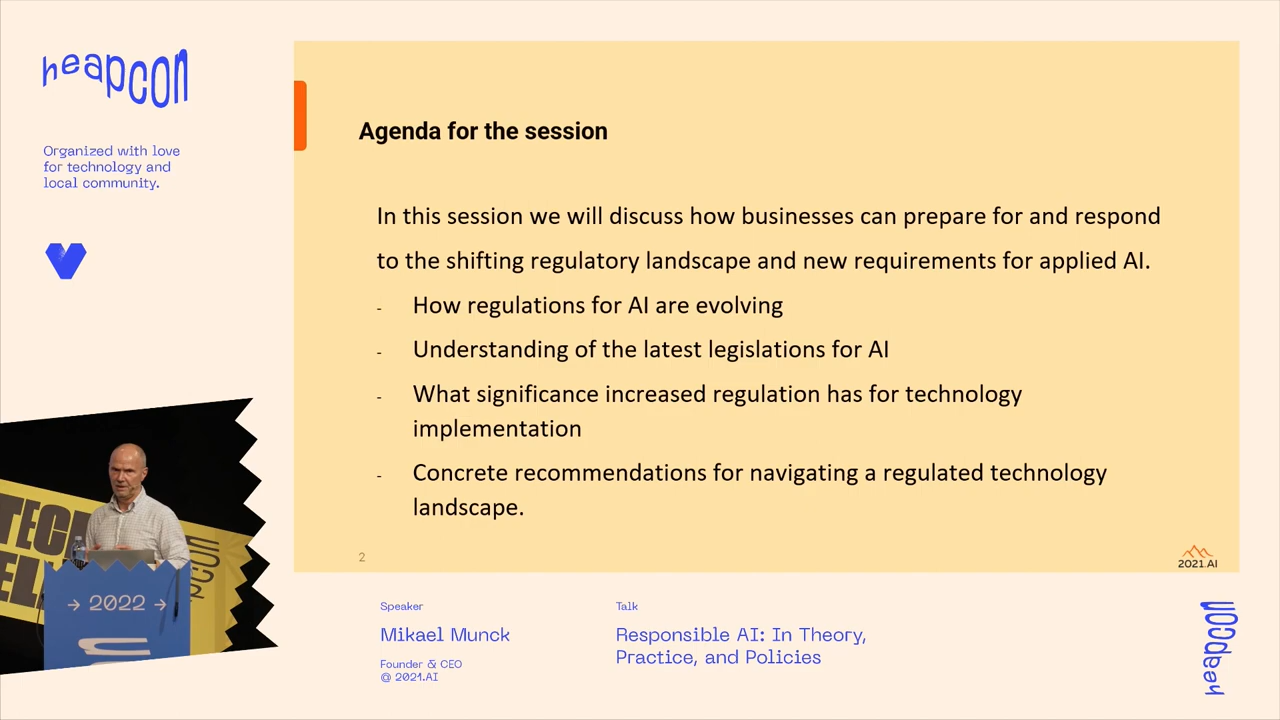 heapcon
Organized with love
for technology and
local community.
Agenda for the session
In this session we will discuss how businesses can prepare for and respond
to the shifting regulatory landscape and new requirements for applied AI.
- How regulations for AI are evolving
- Understanding of the latest legislations for AI
- What significance increased regulation has for technology
implementation
- Concrete recommendations for navigating a regulated technology
landscape.
2
2021.AI
TECH
→ 2022 →
Speaker
Mikael Munck
Founder & CEO
@ 2021.AI
Talk
Responsible AI: In Theory,
Practice, and Policies
heapcon